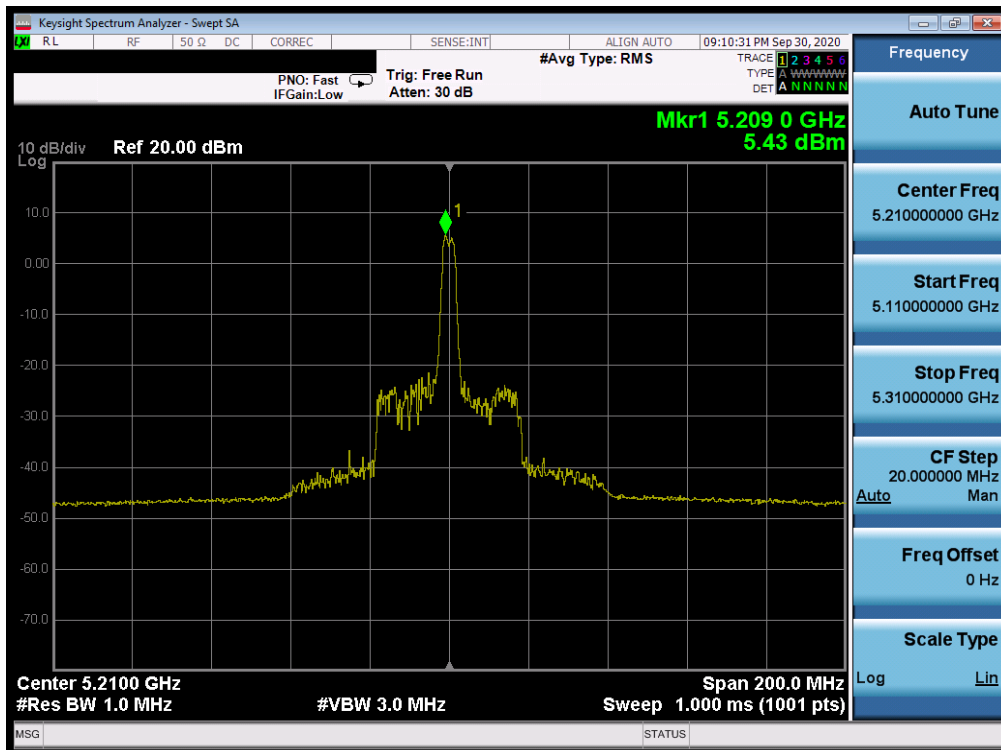 Keysight Spectrum Analyzer - Swept SA
LXI RL RF 50 Ω DC CORREC SENSE:INT ALIGN AUTO 09:10:31 PM Sep 30, 2020
PNO: Fast
IFGain:Low
Trig: Free Run
Atten: 30 dB
#Avg Type: RMS
TRACE 1 2 3 4 5 6
TYPE A WWWWW
DET A N N N N N
Mkr1 5.209 0 GHz
5.43 dBm
10 dB/div Ref 20.00 dBm
Log
1
10.0
0.00
-10.0
-20.0
-30.0
-40.0
-50.0
-60.0
-70.0
Center 5.2100 GHz Span 200.0 MHz
#Res BW 1.0 MHz #VBW 3.0 MHz Sweep 1.000 ms (1001 pts)
MSG STATUS
Frequency
Auto Tune
Center Freq
5.210000000 GHz
Start Freq
5.110000000 GHz
Stop Freq
5.310000000 GHz
CF Step
20.000000 MHz
Auto Man
Freq Offset
0 Hz
Scale Type
Log Lin